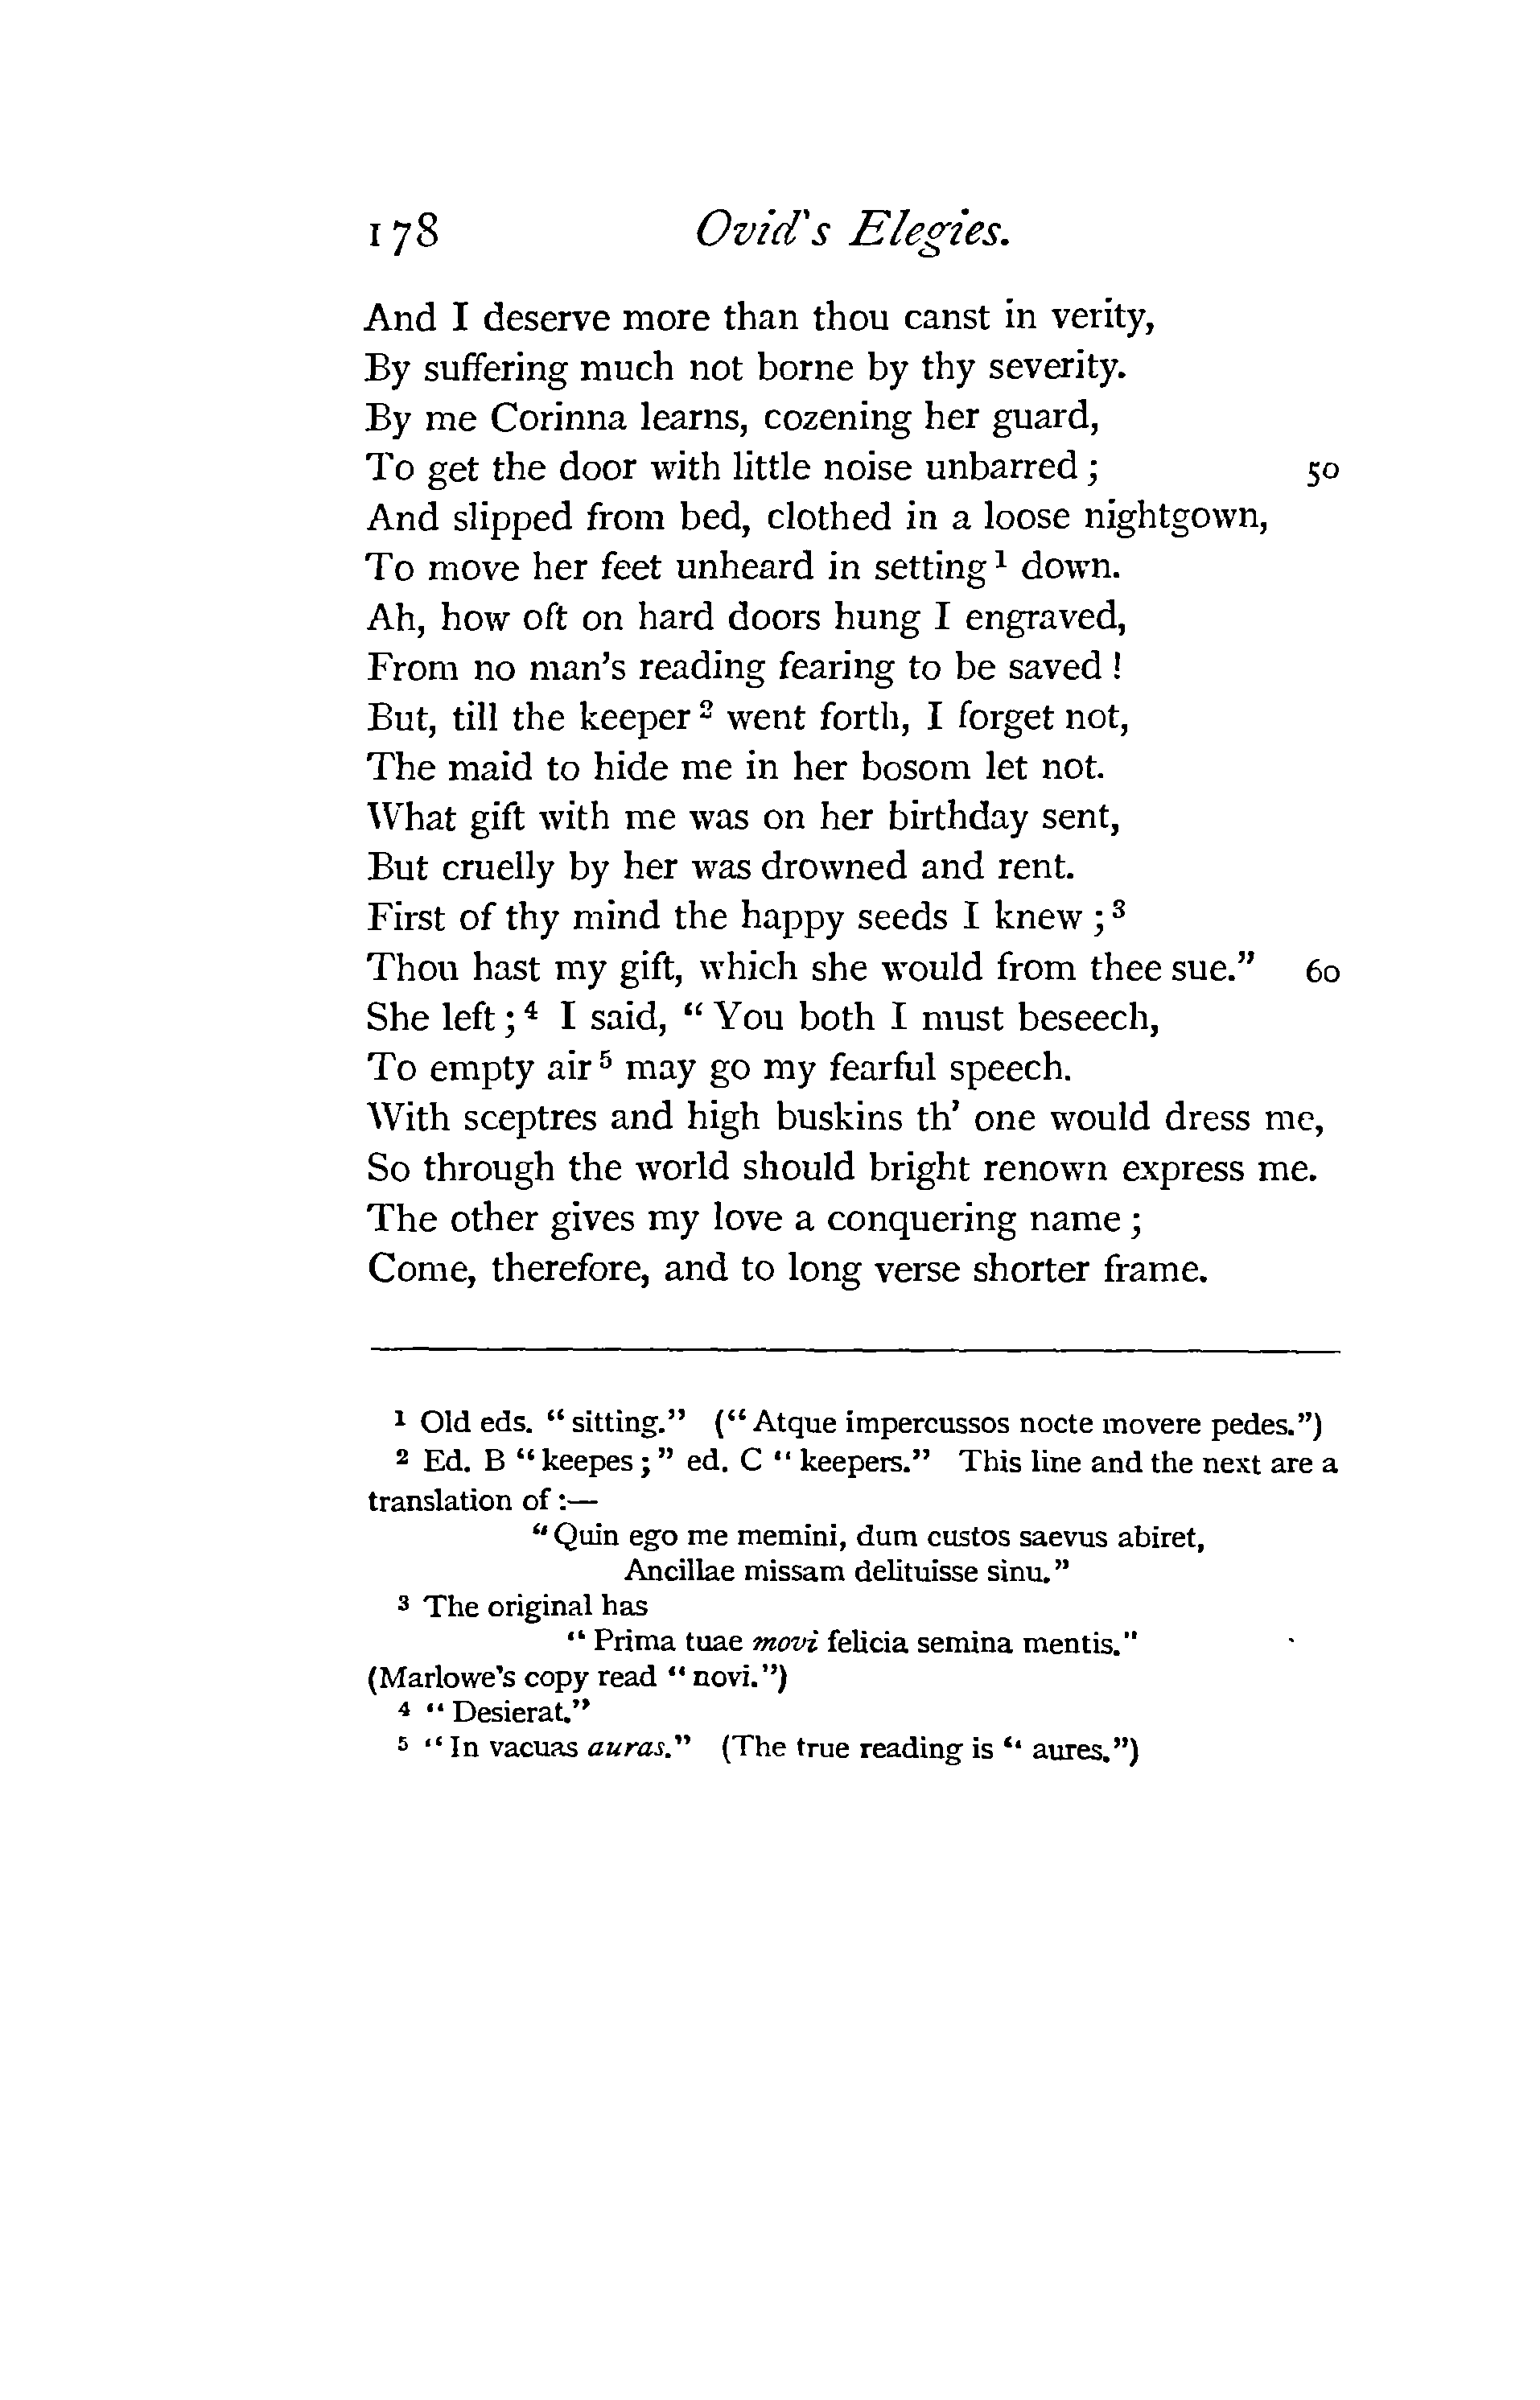 178 Ovid's Elegies.
And I deserve more than thou canst in verity,
By suffering much not borne by thy severity.
By me Corinna learns, cozening her guard,
To get the door with little noise unbarred ; 50
And slipped from bed, clothed in a loose nightgown,
To move her feet unheard in setting ¹ down.
Ah, how oft on hard doors hung I engraved,
From no man's reading fearing to be saved !
But, till the keeper ² went forth, I forget not,
The maid to hide me in her bosom let not.
What gift with me was on her birthday sent,
But cruelly by her was drowned and rent.
First of thy mind the happy seeds I knew ; ³
Thou hast my gift, which she would from thee sue.” 60
She left ; ⁴ I said, “ You both I must beseech,
To empty air ⁵ may go my fearful speech.
With sceptres and high buskins th’ one would dress me,
So through the world should bright renown express me.
The other gives my love a conquering name ;
Come, therefore, and to long verse shorter frame.
¹ Old eds. “ sitting.” (“ Atque impercussos nocte movere pedes.”)
² Ed. B “ keepes ; ” ed. C “ keepers.” This line and the next are a
translation of :—
“ Quin ego me memini, dum custos saevus abiret,
Ancillae missam delituisse sinu.”
³ The original has
“ Prima tuae movi felicia semina mentis.”
(Marlowe’s copy read “ novi.”)
⁴ “ Desierat.”
⁵ “ In vacuas auras.” (The true reading is “ aures.”)